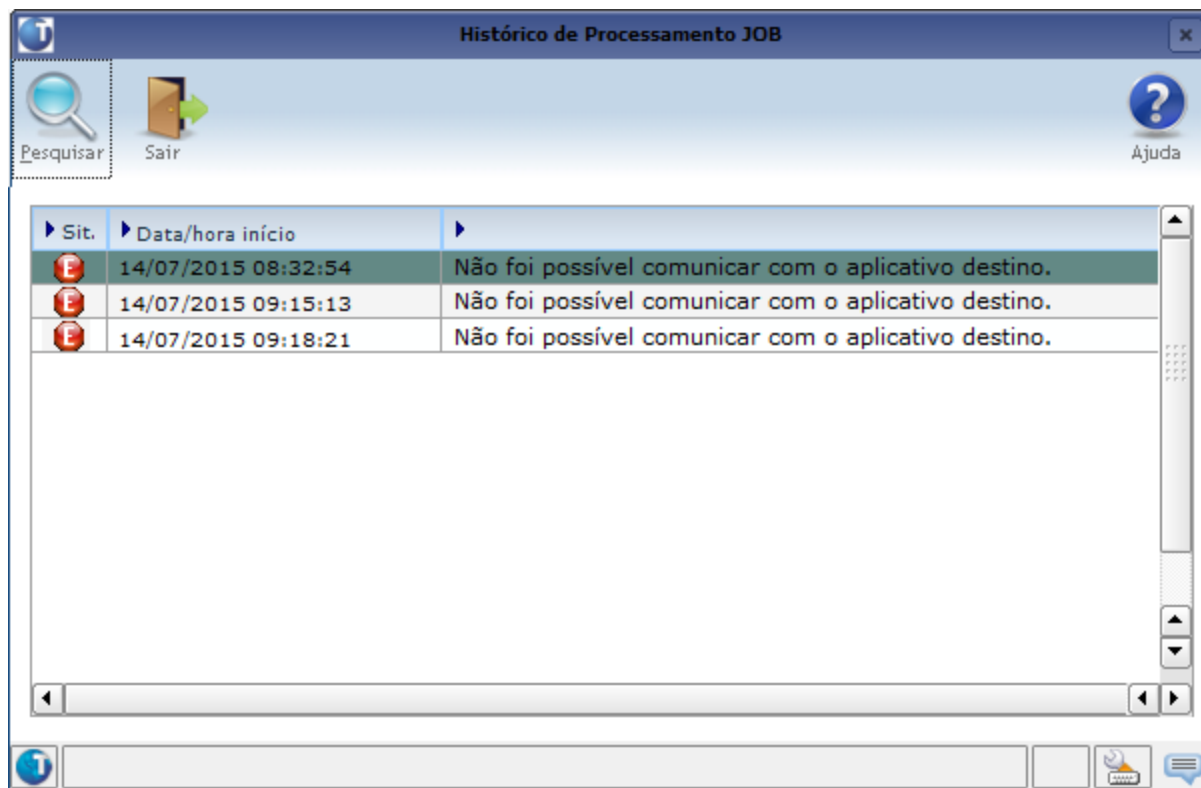 Histórico de Processamento JOB
Pesquisar Sair Ajuda
Sit. Data/hora início
E 14/07/2015 08:32:54 Não foi possível comunicar com o aplicativo destino.
E 14/07/2015 09:15:13 Não foi possível comunicar com o aplicativo destino.
E 14/07/2015 09:18:21 Não foi possível comunicar com o aplicativo destino.